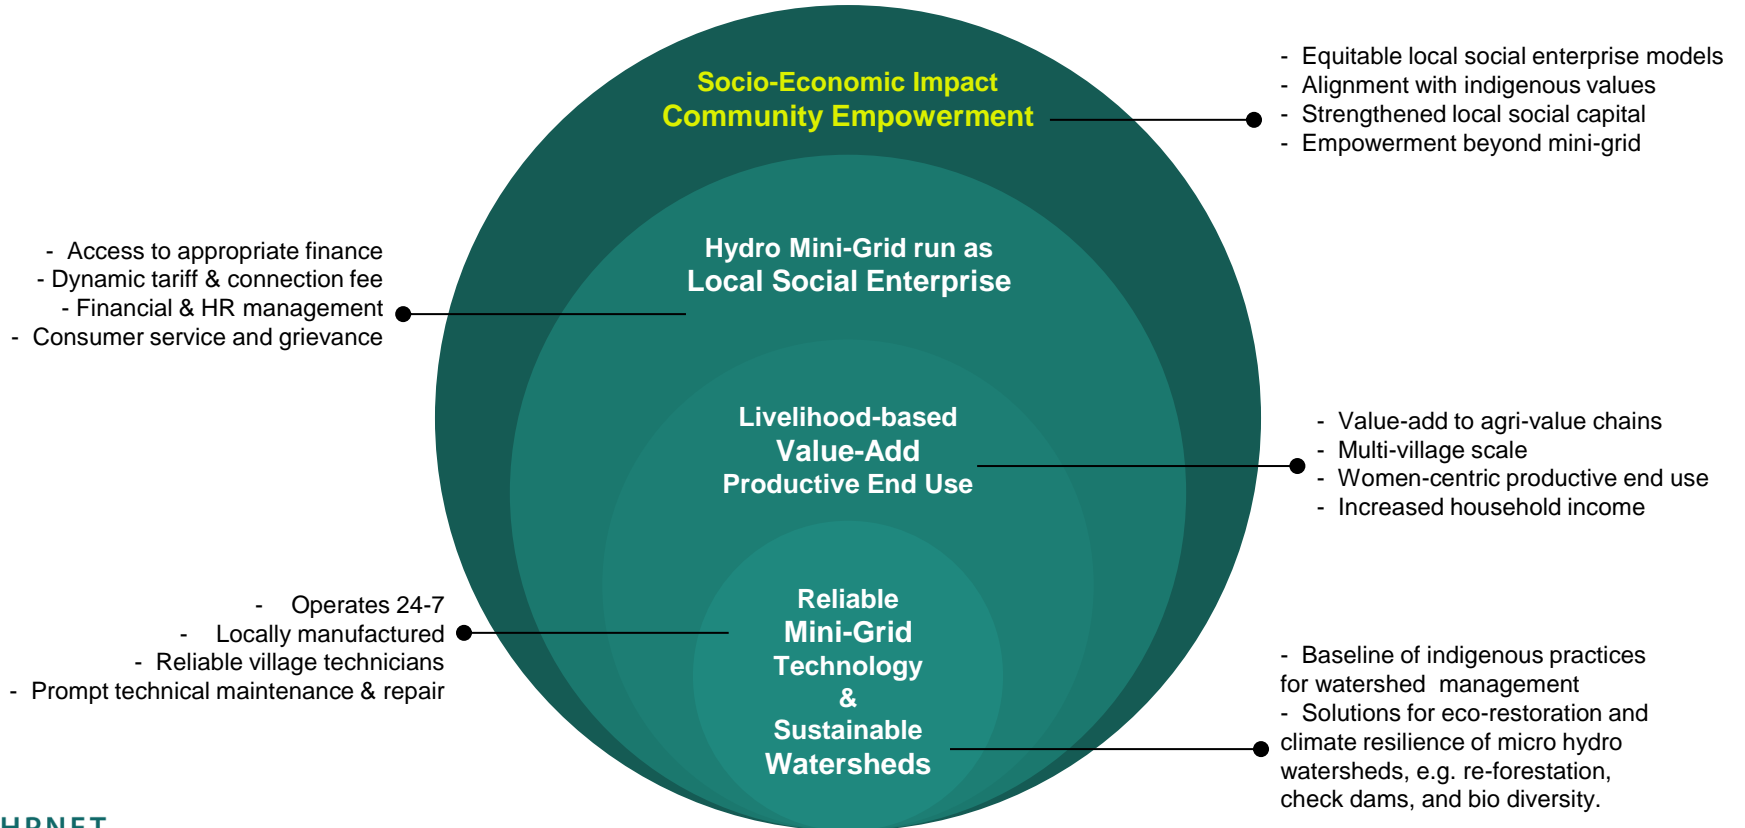 Socio-Economic Impact
Community Empowerment
- Equitable local social enterprise models
- Alignment with indigenous values
- Strengthened local social capital
- Empowerment beyond mini-grid
- Access to appropriate finance
- Dynamic tariff & connection fee
- Financial & HR management
- Consumer service and grievance
Hydro Mini-Grid run as
Local Social Enterprise
Livelihood-based
Value-Add
Productive End Use
- Value-add to agri-value chains
- Multi-village scale
- Women-centric productive end use
- Increased household income
- Operates 24-7
- Locally manufactured
- Reliable village technicians
- Prompt technical maintenance & repair
Reliable
Mini-Grid
Technology
&
Sustainable
Watersheds
- Baseline of indigenous practices
for watershed management
- Solutions for eco-restoration and
climate resilience of micro hydro
watersheds, e.g. re-forestation,
check dams, and bio diversity.